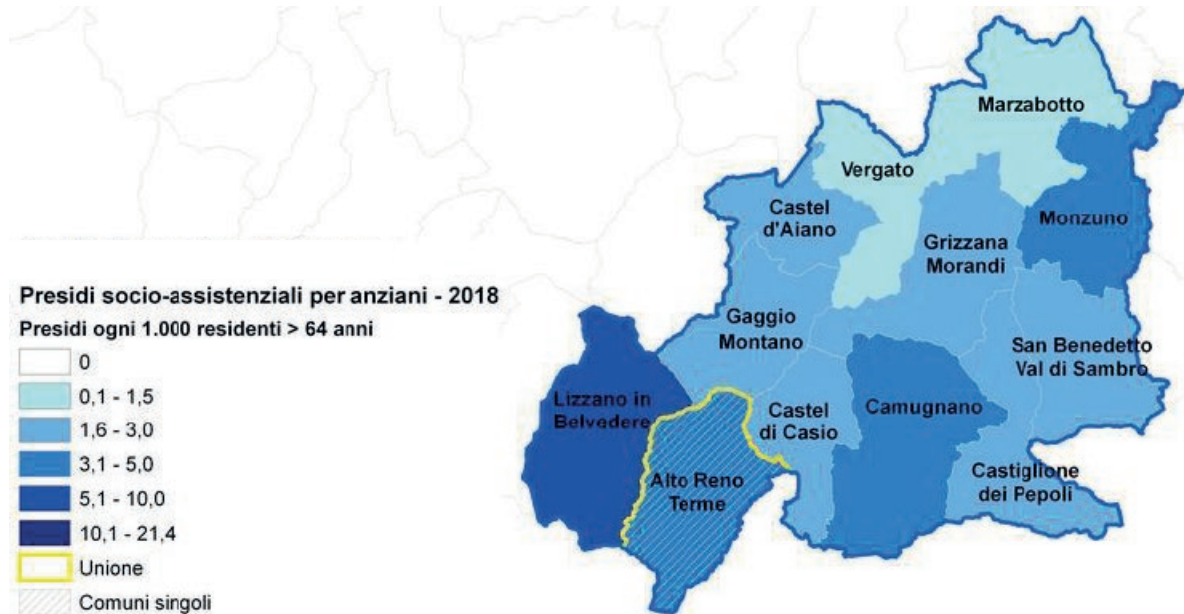 Marzabotto
Vergato
Castel
d'Aiano
Monzuno
Grizzana
Morandi
Presidi socio-assistenziali per anziani - 2018
Presidi ogni 1.000 residenti > 64 anni
0
0,1 - 1,5
1,6 - 3,0
3,1 - 5,0
5,1 - 10,0
10,1 - 21,4
Unione
Comuni singoli
Gaggio
Montano
San Benedetto
Val di Sambro
Lizzano in
Belvedere
Castel
di Casio
Camugnano
Alto Reno
Terme
Castiglione
dei Pepoli